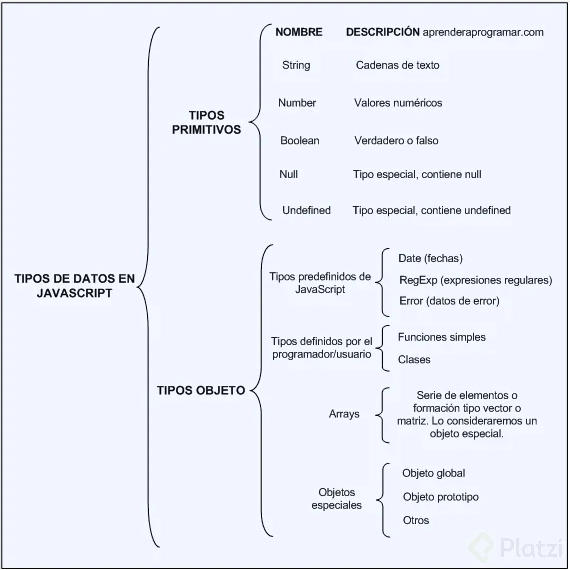 NOMBRE DESCRIPCIÓN aprenderaprogramar.com
String Cadenas de texto
Number Valores numéricos
TIPOS
PRIMITIVOS
Boolean Verdadero o falso
Null Tipo especial, contiene null
Undefined Tipo especial, contiene undefined
TIPOS DE DATOS EN
JAVASCRIPT
TIPOS OBJETO
Tipos predefinidos de
JavaScript
Date (fechas)
RegExp (expresiones regulares)
Error (datos de error)
Tipos definidos por el
programador/usuario
Funciones simples
Clases
Arrays
Serie de elementos o
formación tipo vector o
matriz. Lo consideraremos un
objeto especial.
Objetos
especiales
Objeto global
Objeto prototipo
Otros
Platzi